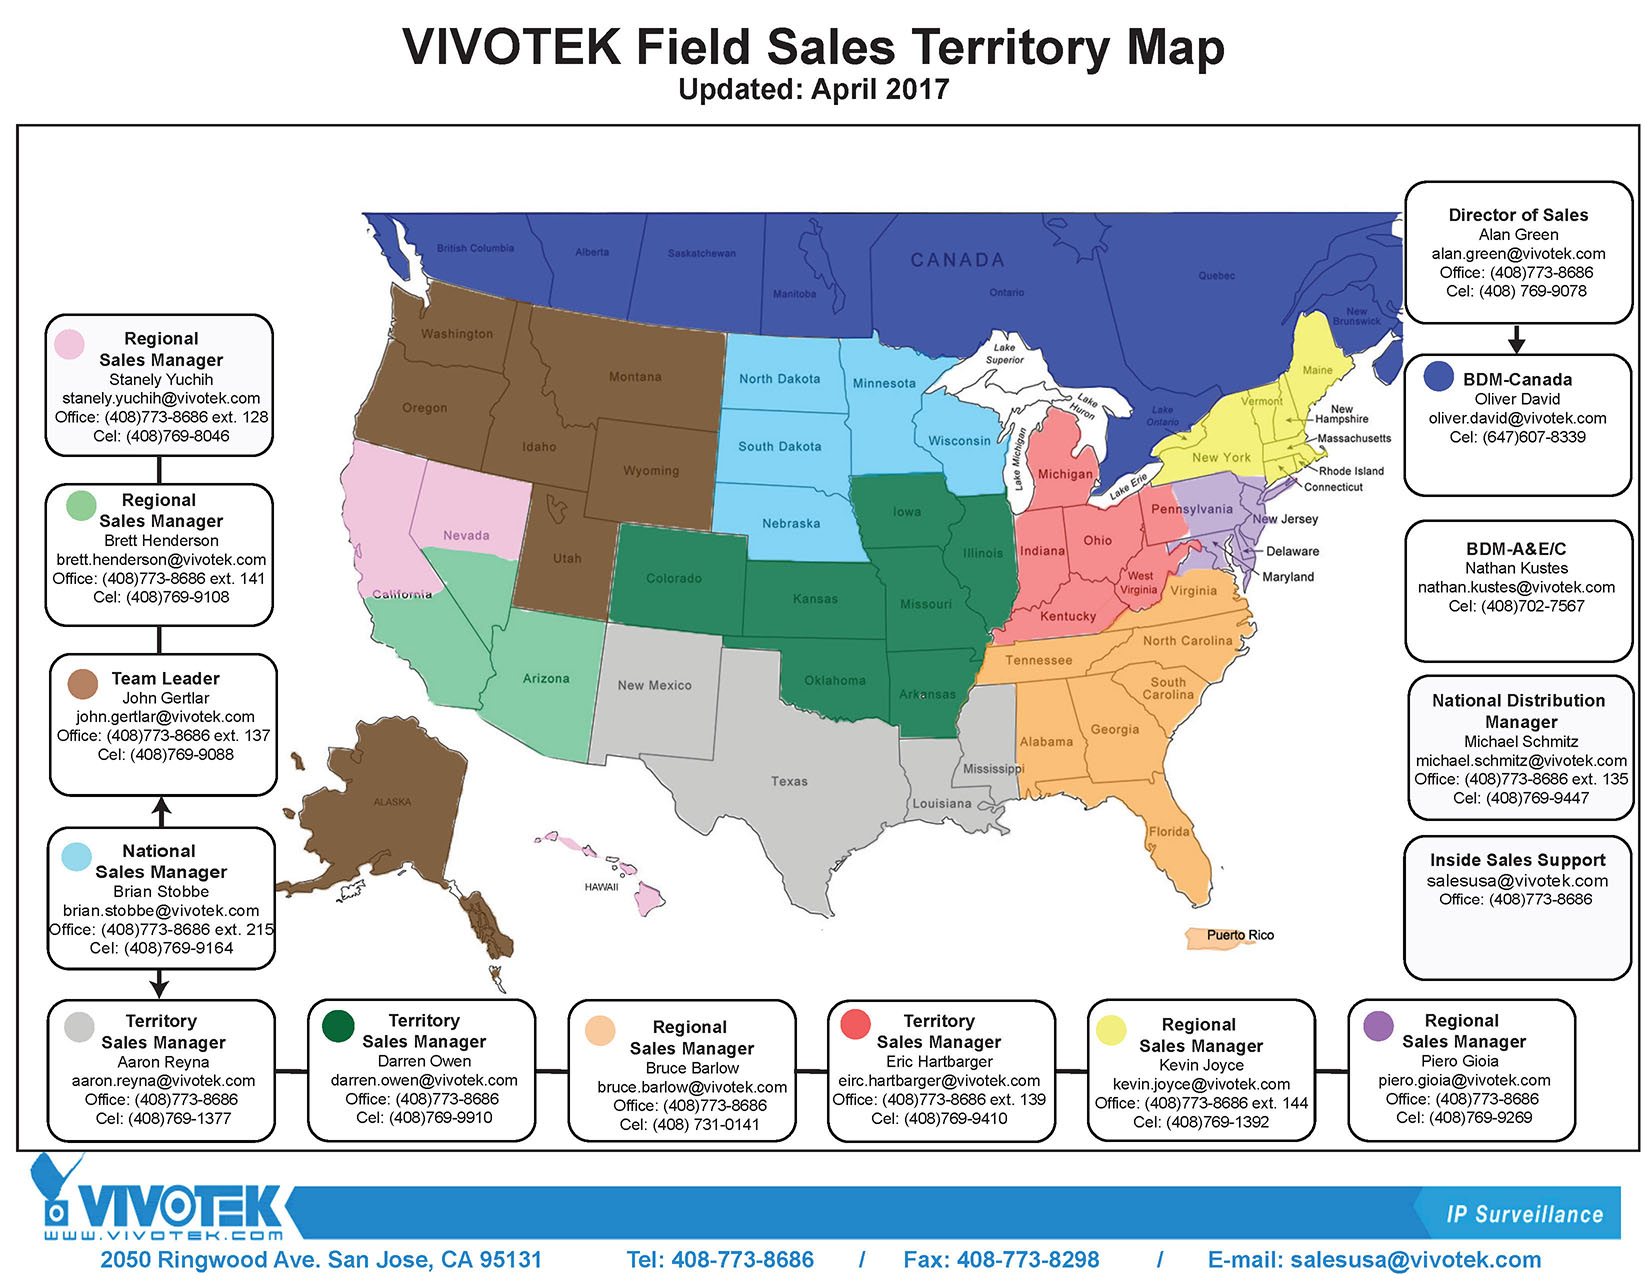 VIVOTEK Field Sales Territory Map
Updated: April 2017
Director of Sales
Alan Green
alan.green@vivotek.com
Office: (408)773-8686
Cel: (408) 769-9078
BDM-Canada
Oliver David
oliver.david@vivotek.com
Cel: (647)607-8339
BDM-A&E/C
Nathan Kustes
nathan.kustes@vivotek.com
Cel: (408)702-7567
National Distribution
Manager
Michael Schmitz
michael.schmitz@vivotek.com
Office: (408)773-8686 ext. 135
Cel: (408)769-9447
Inside Sales Support
salesusa@vivotek.com
Office: (408)773-8686
Regional
Sales Manager
Stanely Yuchih
stanely.yuchih@vivotek.com
Office: (408)773-8686 ext. 128
Cel: (408)769-8046
Regional
Sales Manager
Brett Henderson
brett.henderson@vivotek.com
Office: (408)773-8686 ext. 141
Cel: (408)769-9108
Team Leader
John Gertlar
john.gertlar@vivotek.com
Office: (408)773-8686 ext. 137
Cel: (408)769-9088
National
Sales Manager
Brian Stobbe
brian.stobbe@vivotek.com
Office: (408)773-8686 ext. 215
Cel: (408)769-9164
British Columbia
Alberta
Saskatchewan
Manitoba
CANADA
Ontario
Quebec
New
Brunswick
Washington
Oregon
Idaho
Montana
Wyoming
Utah
North Dakota
South Dakota
Nebraska
Minnesota
Wisconsin
Lake
Superior
Lake
Huron
Lake Michigan
Lake
Ontario
Lake Erie
Michigan
Maine
Vermont
New
Hampshire
Massachusetts
New York
Rhode Island
Connecticut
Pennsylvania
New Jersey
Delaware
Maryland
Nevada
California
Arizona
Colorado
Kansas
Iowa
Illinois
Missouri
Oklahoma
Arkansas
Indiana
Ohio
West
Virginia
Kentucky
Virginia
North Carolina
Tennessee
South
Carolina
Georgia
Alabama
Florida
New Mexico
Texas
Louisiana
Mississippi
ALASKA
HAWAII
Puerto Rico
Territory
Sales Manager
Aaron Reyna
aaron.reyna@vivotek.com
Office: (408)773-8686
Cel: (408)769-1377
Territory
Sales Manager
Darren Owen
darren.owen@vivotek.com
Office: (408)773-8686
Cel: (408)769-9910
Regional
Sales Manager
Bruce Barlow
bruce.barlow@vivotek.com
Office: (408)773-8686
Cel: (408) 731-0141
Territory
Sales Manager
Eric Hartbarger
eirc.hartbarger@vivotek.com
Office: (408)773-8686 ext. 139
Cel: (408)769-9410
Regional
Sales Manager
Kevin Joyce
kevin.joyce@vivotek.com
Office: (408)773-8686 ext. 144
Cel: (408)769-1392
Regional
Sales Manager
Piero Gioia
piero.gioia@vivotek.com
Office: (408)773-8686
Cel: (408)769-9269
VIVOTEK
www.vivotek.com
IP Surveillance
2050 Ringwood Ave. San Jose, CA 95131 Tel: 408-773-8686 / Fax: 408-773-8298 / E-mail: salesusa@vivotek.com